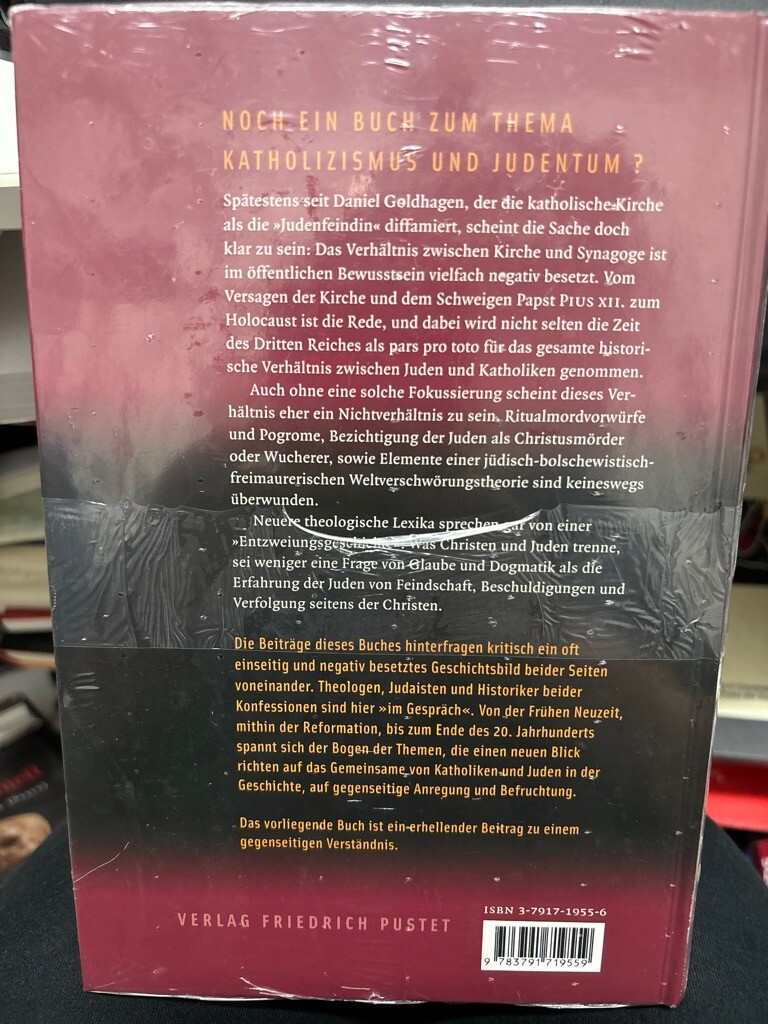 NOCH EIN BUCH ZUM THEMA
KATHOLIZISMUS UND JUDENTUM ?
Spätestens seit Daniel Goldhagen, der die katholische Kirche
als die »Judenfeindin« diffamiert, scheint die Sache doch
klar zu sein: Das Verhältnis zwischen Kirche und Synagoge ist
im öffentlichen Bewusstsein vielfach negativ besetzt. Vom
Versagen der Kirche und dem Schweigen Papst PIUS XII. zum
Holocaust ist die Rede, und dabei wird nicht selten die Zeit
des Dritten Reiches als pars pro toto für das gesamte histori-
sche Verhältnis zwischen Juden und Katholiken genommen.
Auch ohne eine solche Fokussierung scheint dieses Ver-
hältnis eher ein Nichtverhältnis zu sein. Ritualmordvorwürfe
und Pogrome, Bezichtigung der Juden als Christusmörder
oder Wucherer, sowie Elemente einer jüdisch-bolschewistisch-
freimaurerischen Weltverschwörungstheorie sind keineswegs
überwunden.
Neuere theologische Lexika sprechen gar von einer
»Entzweiungsgeschichte«. Was Christen und Juden trenne,
sei weniger eine Frage von Glaube und Dogmatik als die
Erfahrung der Juden von Feindschaft, Beschuldigungen und
Verfolgung seitens der Christen.
Die Beiträge dieses Buches hinterfragen kritisch ein oft
einseitig und negativ besetztes Geschichtsbild beider Seiten
voneinander. Theologen, Judaisten und Historiker beider
Konfessionen sind hier »im Gespräch«. Von der Frühen Neuzeit,
mithin der Reformation, bis zum Ende des 20. Jahrhunderts
spannt sich der Bogen der Themen, die einen neuen Blick
richten auf das Gemeinsame von Katholiken und Juden in der
Geschichte, auf gegenseitige Anregung und Befruchtung.
Das vorliegende Buch ist ein erhellender Beitrag zu einem
gegenseitigen Verständnis.
VERLAG FRIEDRICH PUSTET
ISBN 3-7917-1955-6
9 783791 719559